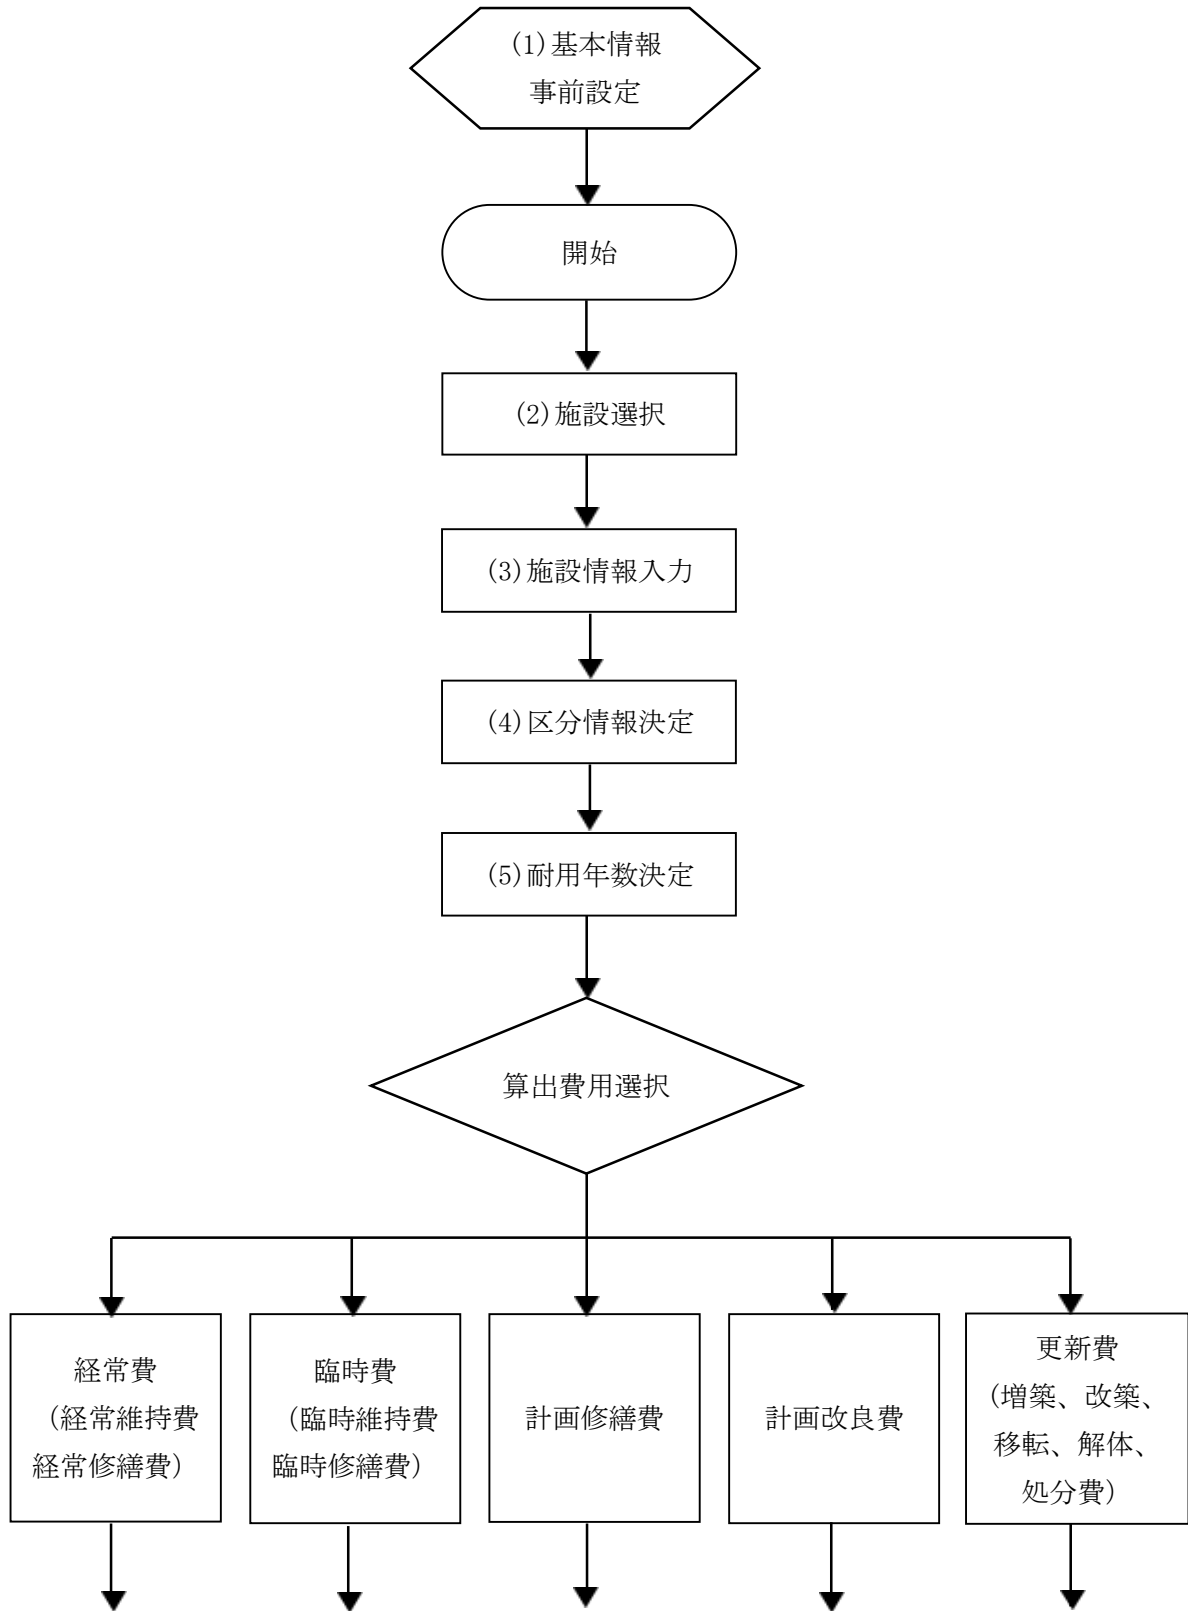 (1)基本情報
事前設定
開始
(2)施設選択
(3)施設情報入力
(4)区分情報決定
(5)耐用年数決定
算出費用選択
経常費
(経常維持費
経常修繕費)
臨時費
(臨時維持費
臨時修繕費)
計画修繕費
計画改良費
更新費
(増築、改築、
移転、解体、
処分費)